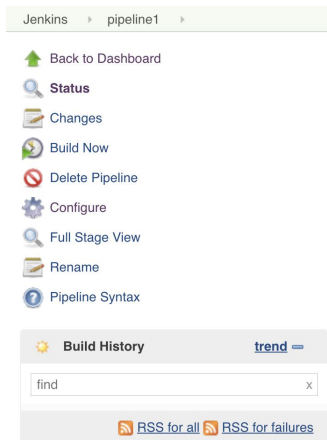 Jenkins pipeline1
Back to Dashboard
Status
Changes
Build Now
Delete Pipeline
Configure
Full Stage View
Rename
Pipeline Syntax
Build History trend
find x
RSS for all RSS for failures